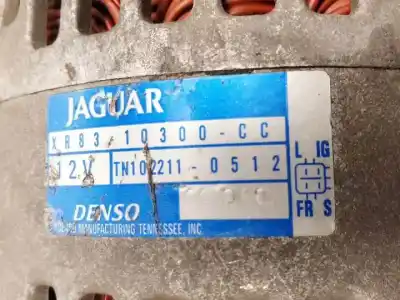 JAGUAR
XR83-10300-CC
12V TN102211-0512
L IG
DENSO
FR S
MANUFACTURING TENNESSEE, INC.